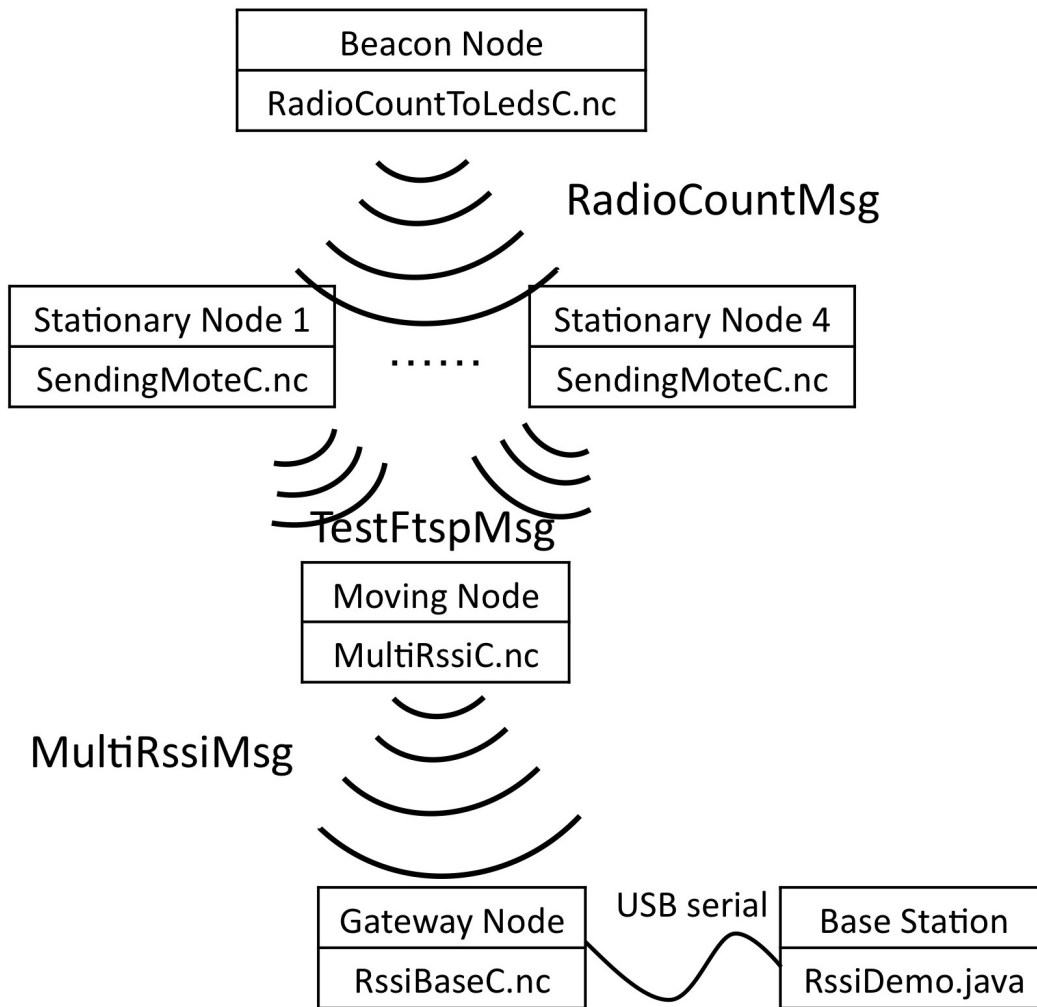 Beacon Node
RadioCountToLedsC.nc
RadioCountMsg
Stationary Node 1
SendingMoteC.nc
......
Stationary Node 4
SendingMoteC.nc
TestFtspMsg
Moving Node
MultiRssiC.nc
MultiRssiMsg
Gateway Node
RssiBaseC.nc
USB serial
Base Station
RssiDemo.java